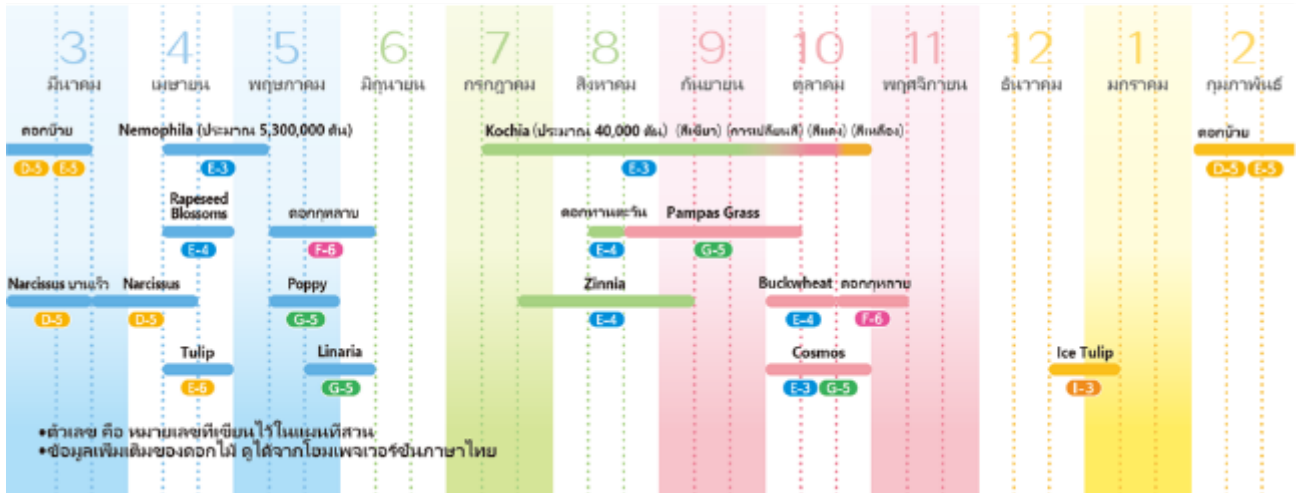 3 4 5 6 7 8 9 10 11 12 1 2
มีนาคม เมษายน พฤษภาคม มิถุนายน กรกฎาคม สิงหาคม กันยายน ตุลาคม พฤศจิกายน ธันวาคม มกราคม กุมภาพันธ์
ดอกบ๊วย Nemophila (ประมาณ 5,300,000 ต้น) Kochia (ประมาณ 40,000 ต้น) (สีเขียว) (การเปลี่ยนสี) (สีแดง) (สีเหลือง) ดอกบ๊วย
D-5 E-5 E-3 E-3 D-5 E-5
Rapeseed
Blossoms ดอกกุหลาบ ดอกทานตะวัน Pampas Grass
E-4 F-6 E-4 G-5
Narcissus บานเร็ว Narcissus Poppy Zinnia Buckwheat ดอกกุหลาบ
D-5 D-5 G-5 E-4 E-4 F-6
Tulip Linaria Cosmos Ice Tulip
E-6 G-5 E-3 G-5 I-3
•ตัวเลข คือ หมายเลขที่เขียนไว้ในแผนที่สวน
•ข้อมูลเพิ่มเติมของดอกไม้ ดูได้จากโฮมเพจเวอร์ชั่นภาษาไทย